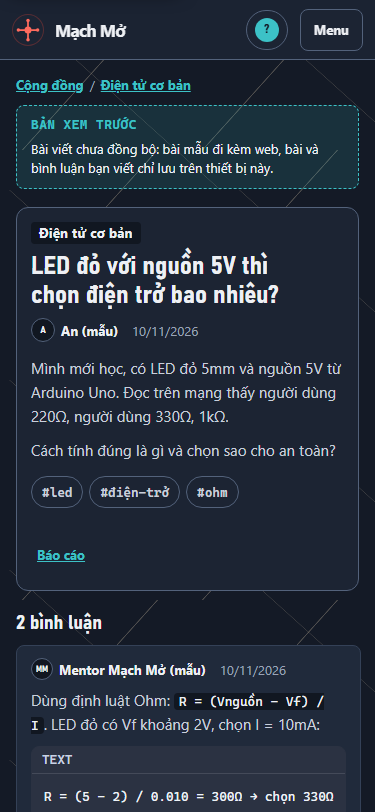 Mạch Mở
?
Menu
Cộng đồng / Điện tử cơ bản
BẢN XEM TRƯỚC
Bài viết chưa đồng bộ: bài mẫu đi kèm web, bài và
bình luận bạn viết chỉ lưu trên thiết bị này.
Điện tử cơ bản
LED đỏ với nguồn 5V thì
chọn điện trở bao nhiêu?
A An (mẫu) 10/11/2026
Mình mới học, có LED đỏ 5mm và nguồn 5V từ
Arduino Uno. Đọc trên mạng thấy người dùng
220Ω, người dùng 330Ω, 1kΩ.
Cách tính đúng là gì và chọn sao cho an toàn?
#led #điện-trở #ohm
Báo cáo
2 bình luận
MM Mentor Mạch Mở (mẫu) 10/11/2026
Dùng định luật Ohm: R = (Vnguồn - Vf) /
I. LED đỏ có Vf khoảng 2V, chọn I = 10mA:
TEXT
R = (5 - 2) / 0.010 = 300Ω → chọn 330Ω